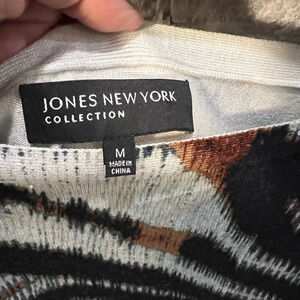 JONES NEW YORK
COLLECTION
M
MADE IN
CHINA